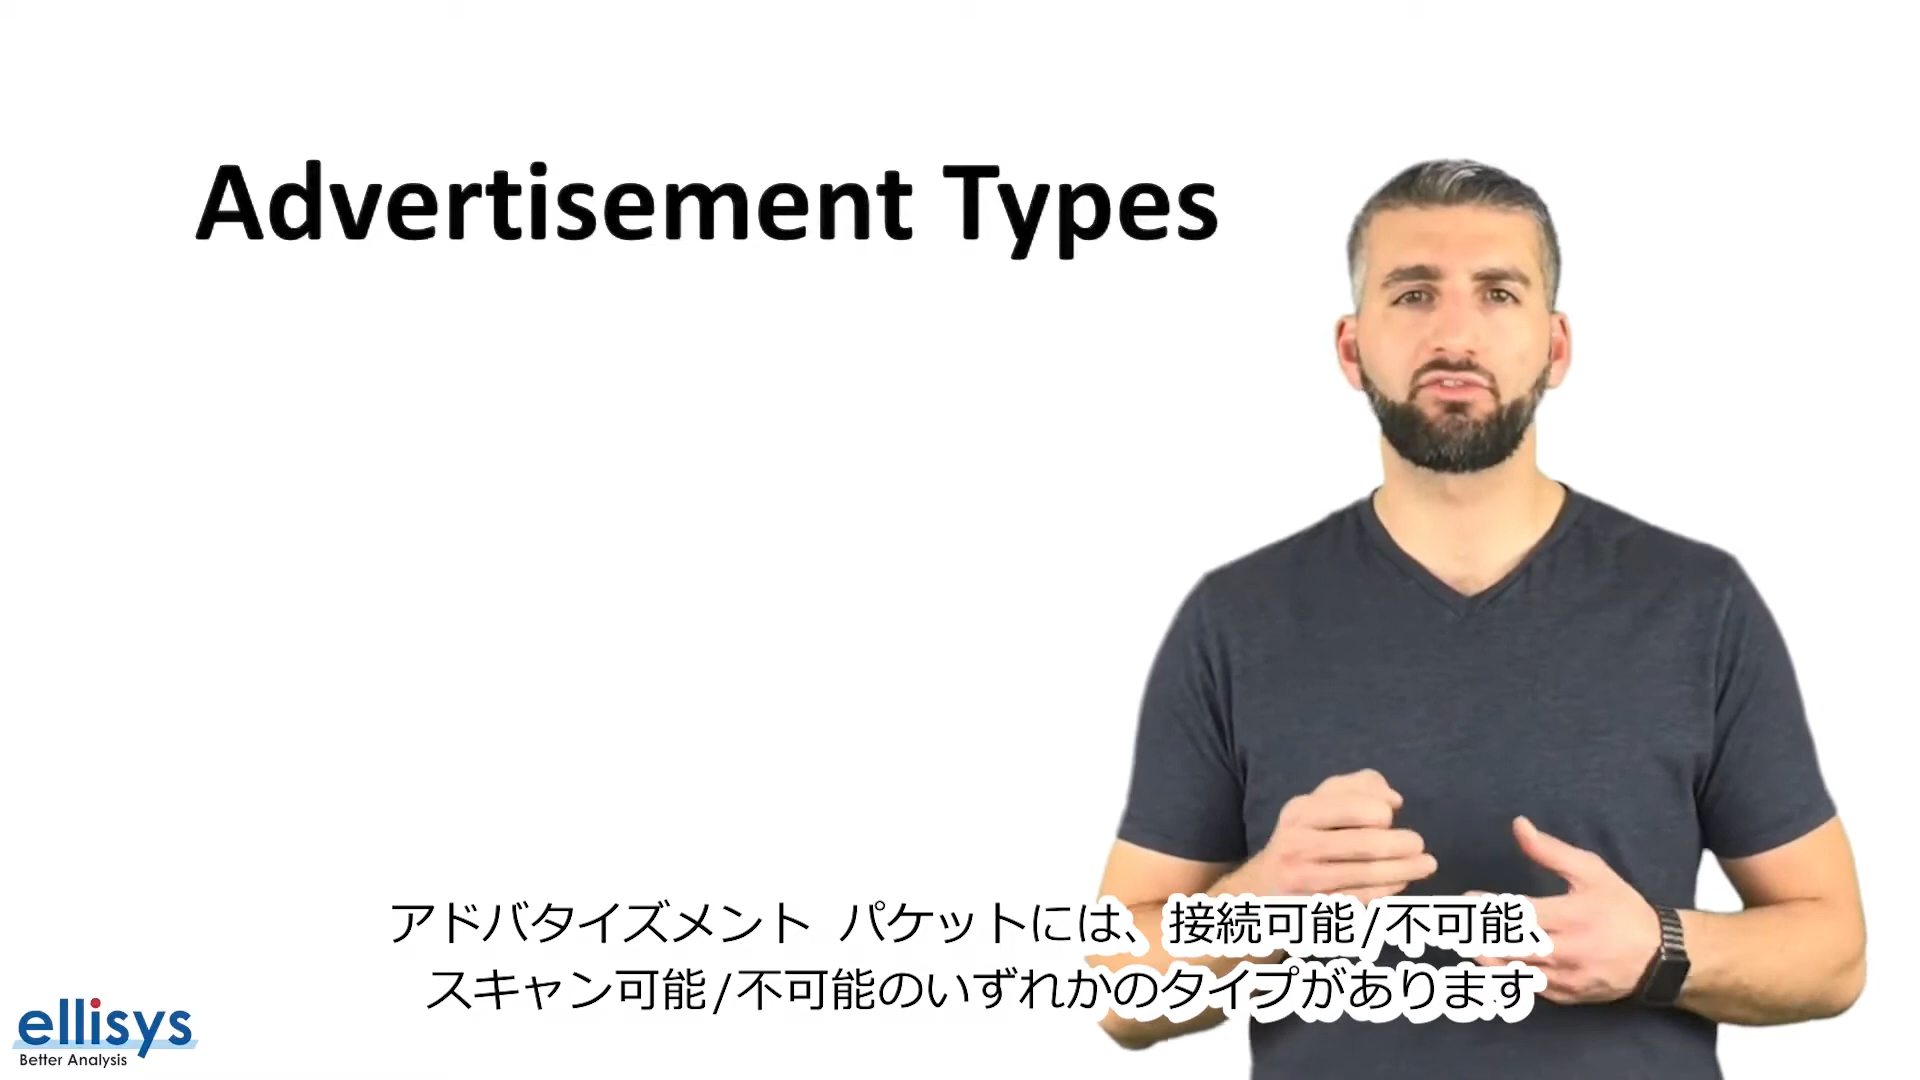 Advertisement Types
アドバタイズメント パケットには、接続可能/不可能、
スキャン可能/不可能のいずれかのタイプがあります
ellisys
Better Analysis